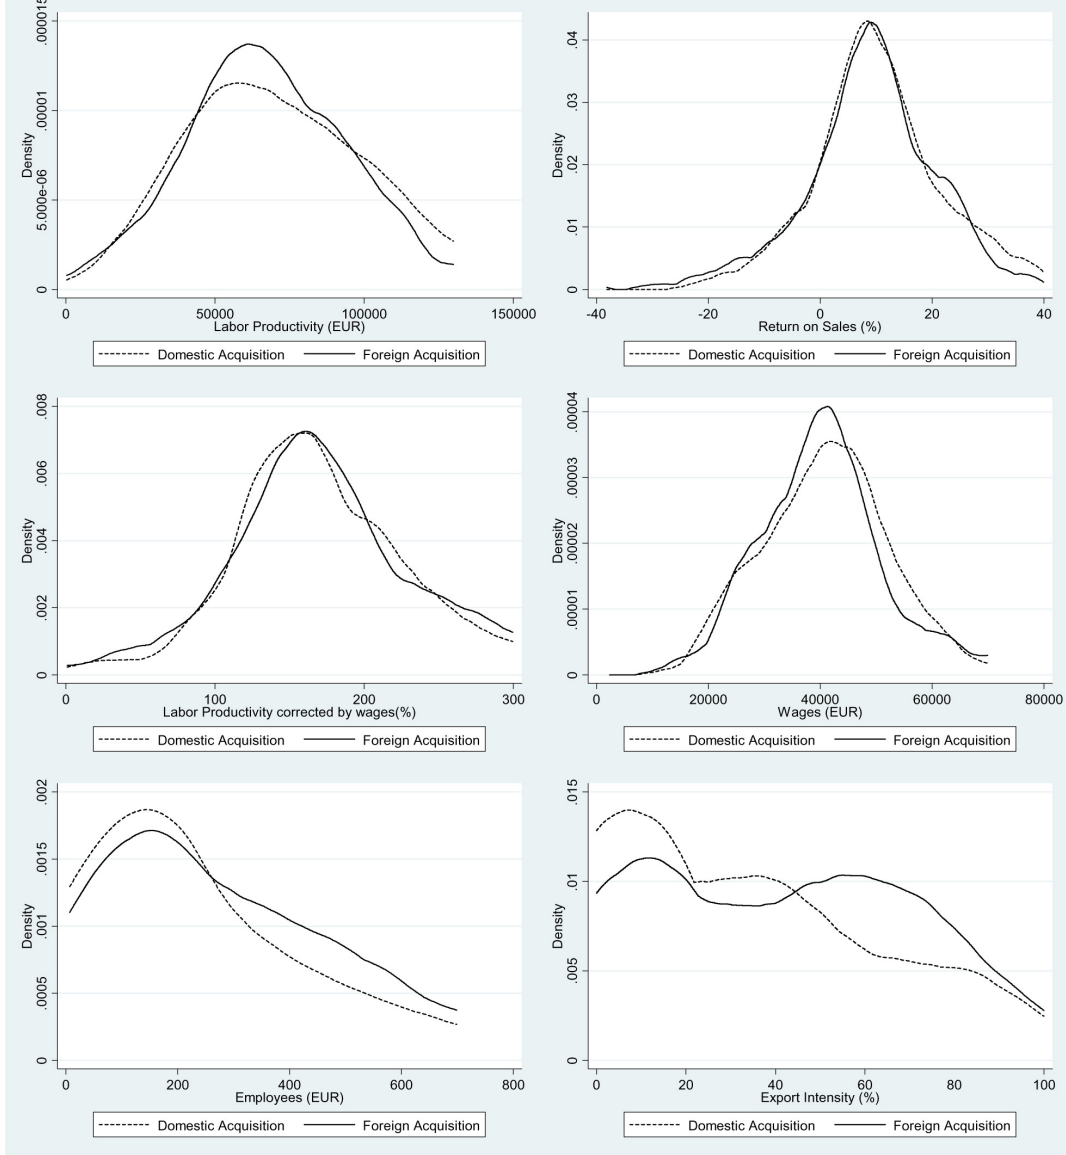 .000015
.00001
5.000e-06
0
Density
0 50000 100000 150000
Labor Productivity (EUR)
Domestic Acquisition Foreign Acquisition
.04
.03
.02
.01
0
Density
-40 -20 0 20 40
Return on Sales (%)
Domestic Acquisition Foreign Acquisition
.008
.006
.004
.002
0
Density
0 100 200 300
Labor Productivity corrected by wages(%)
Domestic Acquisition Foreign Acquisition
.00004
.00003
.00002
.00001
0
Density
0 20000 40000 60000 80000
Wages (EUR)
Domestic Acquisition Foreign Acquisition
.002
.0015
.0001
.0005
0
Density
0 200 400 600 800
Employees (EUR)
Domestic Acquisition Foreign Acquisition
.015
.01
.005
0
Density
0 20 40 60 80 100
Export Intensity (%)
Domestic Acquisition Foreign Acquisition